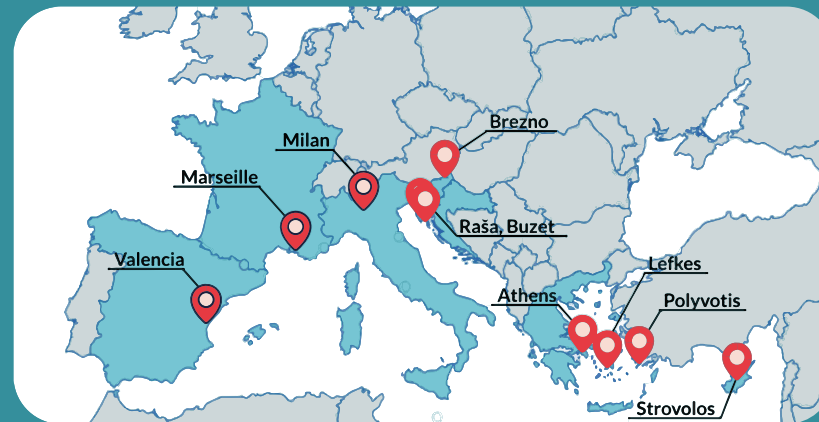 Brezno
Milan
Marseille
Raša, Buzet
Valencia
Lefkes
Athens
Polyvotis
Strovolos